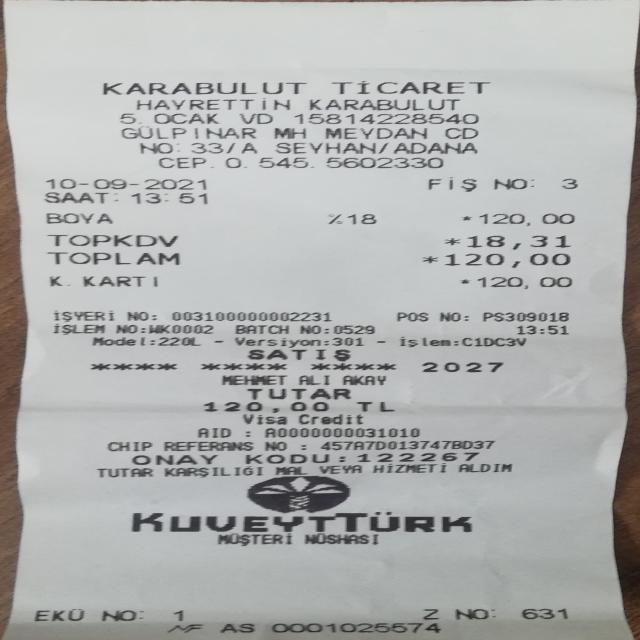 KARABULUT TİCARET
HAYRETTİN KARABULUT
5. OCAK VD 15814228540
GÜLPINAR MH MEYDAN CD
NO:33/A SEYHAN/ADANA
CEP. 0. 545. 5602330
10-09-2021 FİŞ NO: 3
SAAT: 13:51
BOYA %18 *120,00
TOPKDV *18,31
TOPLAM *120,00
K. KARTI *120,00
İŞYERİ NO: 0031000000002231 POS NO: PS309018
İŞLEM NO:WK0002 BATCH NO:0529 13:51
Model:220L - Versiyon:301 - İşlem:C1DC3V
SATIŞ
**** **** **** 2027
MEHMET ALI AKAY
TUTAR
120,00 TL
Visa Credit
AID : A0000000031010
CHIP REFERANS NO : 457A7D013747BD37
ONAY KODU:122267
TUTAR KARŞILIĞI MAL VEYA HİZMETİ ALDIM
KUVEYTTÜRK
MÜŞTERİ NÜSHASI
EKÜ NO: 1 Z NO: 631
MF AS 0001025574